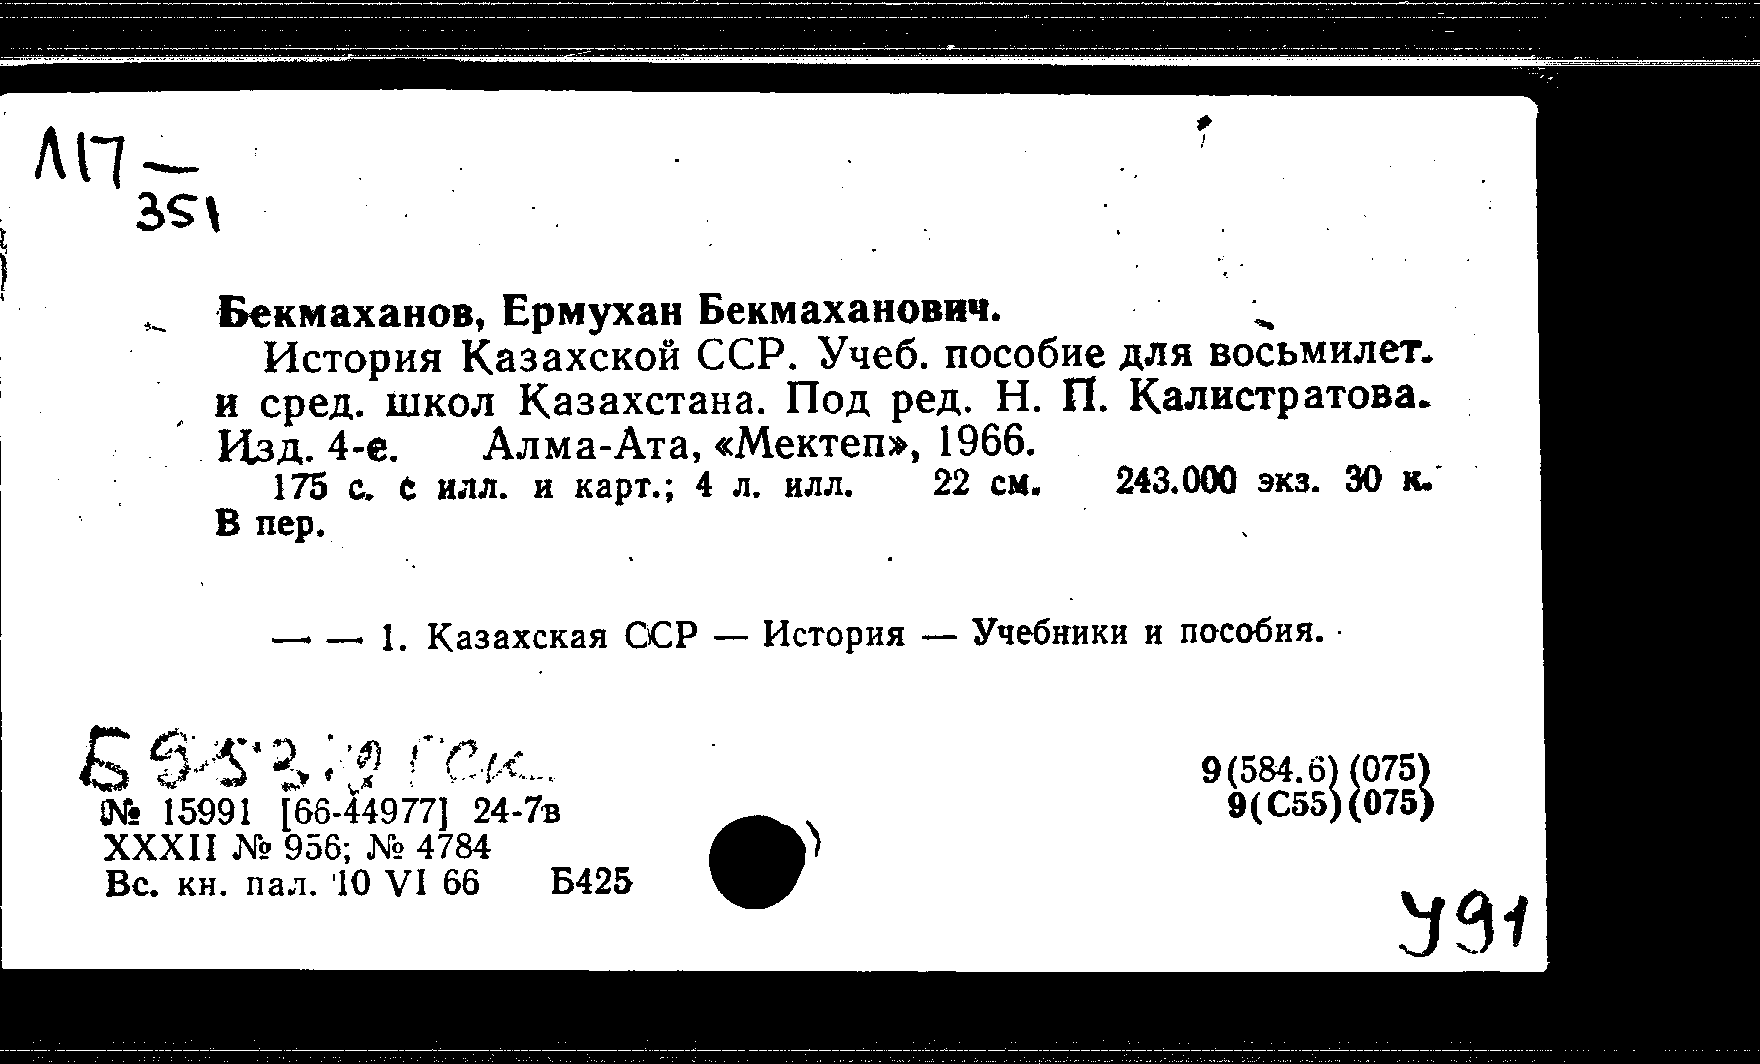 Л17—
351
Бекмаханов, Ермухан Бекмаханович.
История Казахской ССР. Учеб. пособие для восьмилет.
и сред. школ Казахстана. Под ред. Н. П. Калистратова.
Изд. 4-е. Алма-Ата, «Мектеп», 1966.
175 с. с илл. и карт.; 4 л. илл. 22 см. 243.000 экз. 30 к.
В пер.
— — 1. Казахская ССР — История — Учебники и пособия.
9(584.6)(075)
9(С55)(075)
№ 15991 [66-44977] 24-7в
XXXII № 956; № 4784
Вс. кн. пал. 10 VI 66 Б425
У91